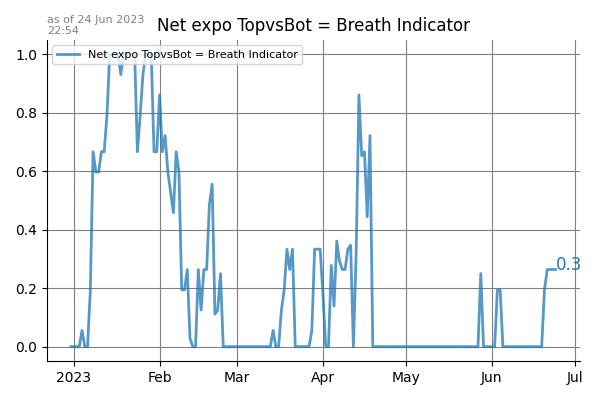 as of 24 Jun 2023
22:54
Net expo TopvsBot = Breath Indicator
Net expo TopvsBot = Breath Indicator
1.0
0.8
0.6
0.4
0.2
0.0
0.3
2023 Feb Mar Apr May Jun Jul